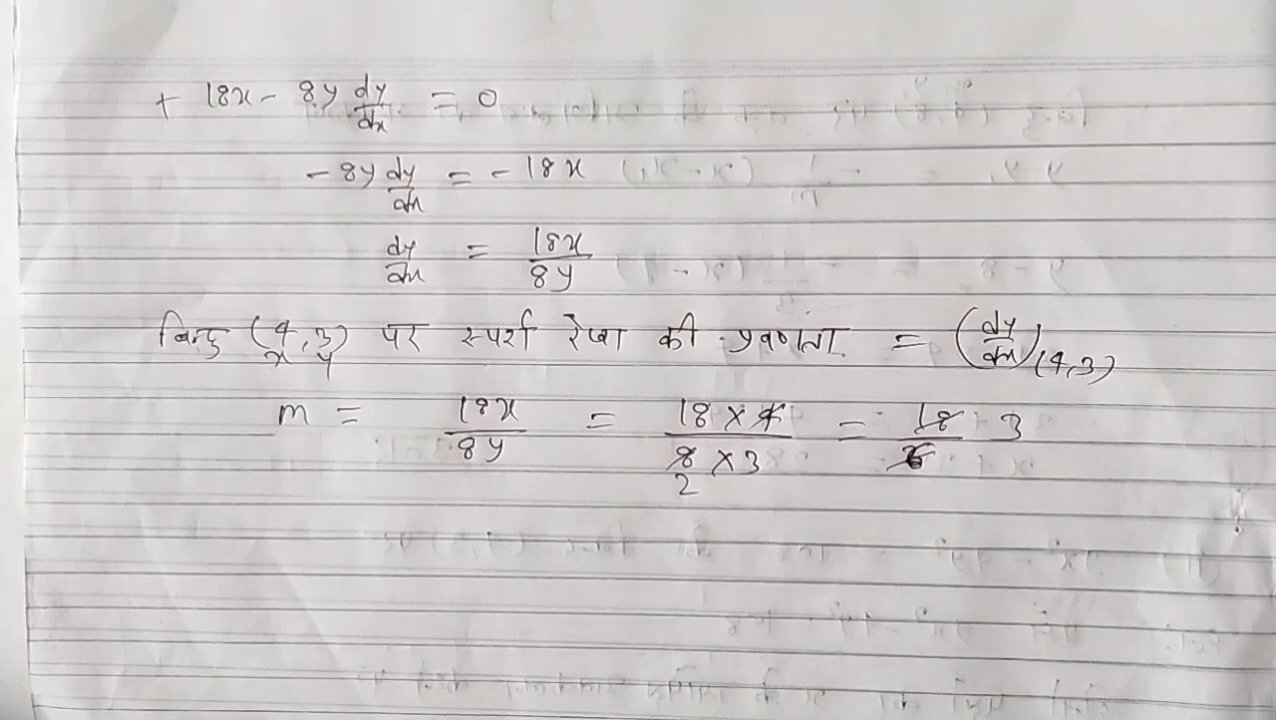 + 18x - 8y dy/dx = 0
- 8y dy/dx = - 18x
dy/dx = 18x/8y
बिन्दु (4, 3) पर स्पर्श रेखा की प्रवणता = (dy/dx)(4,3)
x y
m = 18x/8y = 18 × 4/8 × 3 = 18/6 3
2